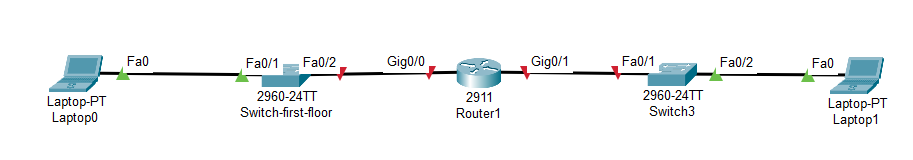 Fa0
Fa0/1
Fa0/2
Gig0/0
Gig0/1
Fa0/1
Fa0/2
Fa0
Laptop-PT
Laptop0
2960-24TT
Switch-first-floor
2911
Router1
2960-24TT
Switch3
Laptop-PT
Laptop1